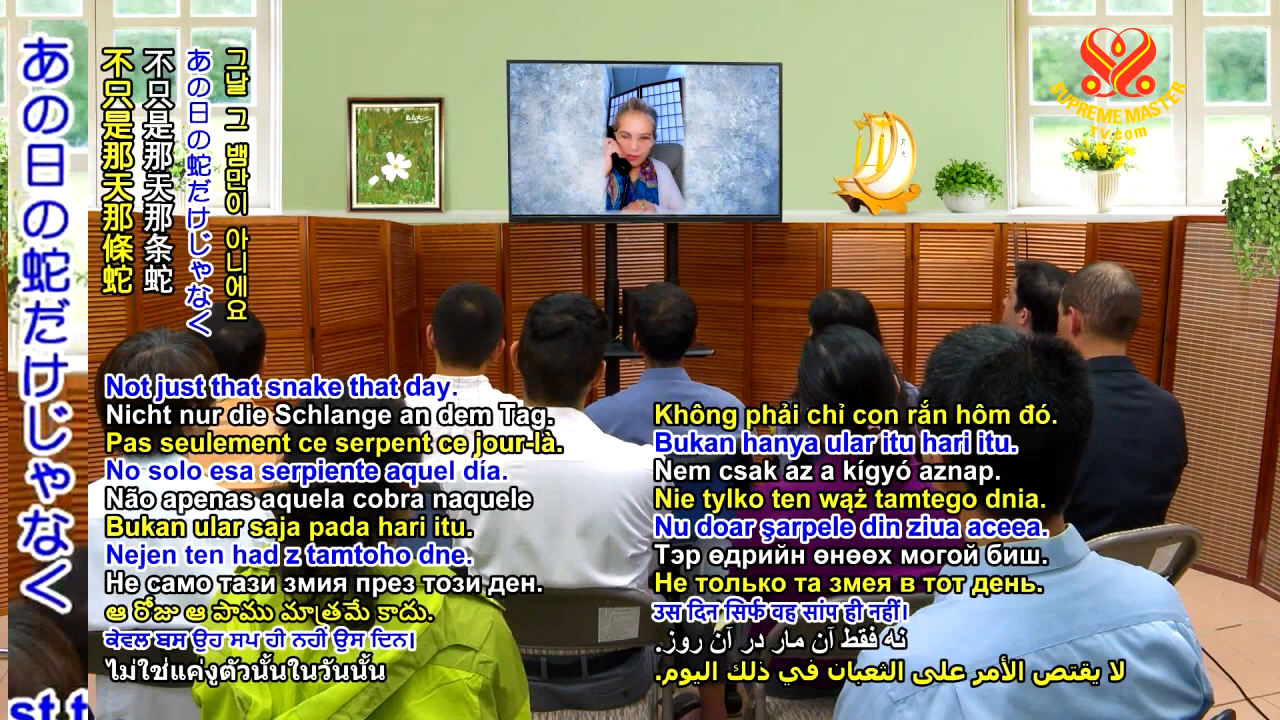 あの日の蛇だけじゃなく
不只是那天那條蛇
不只是那天那条蛇
あの日の蛇だけじゃなく
그날 그 뱀만이 아니에요
SUPREME MASTER
TV.com
Not just that snake that day.
Nicht nur die Schlange an dem Tag.
Pas seulement ce serpent ce jour-là.
No solo esa serpiente aquel día.
Não apenas aquela cobra naquele
Bukan ular saja pada hari itu.
Nejen ten had z tamtoho dne.
Не само тази змия през този ден.
ఆ రోజు ఆ పాము మాత్రమే కాదు.
ਕੇਵਲ ਬਸ ਉਹ ਸਪ ਹੀ ਨਹੀਂ ਉਸ ਦਿਨ।
ไม่ใช่แค่งูตัวนั้นในวันนั้น
Không phải chỉ con rắn hôm đó.
Bukan hanya ular itu hari itu.
Nem csak az a kígyó aznap.
Nie tylko ten wąż tamtego dnia.
Nu doar şarpele din ziua aceea.
Тэр өдрийн өнөөх могой биш.
Не только та змея в тот день.
उस दिन सिर्फ वह सांप ही नहीं।
نه فقط آن مار در آن روز.
لا يقتصر الأمر على الثعبان في ذلك اليوم.